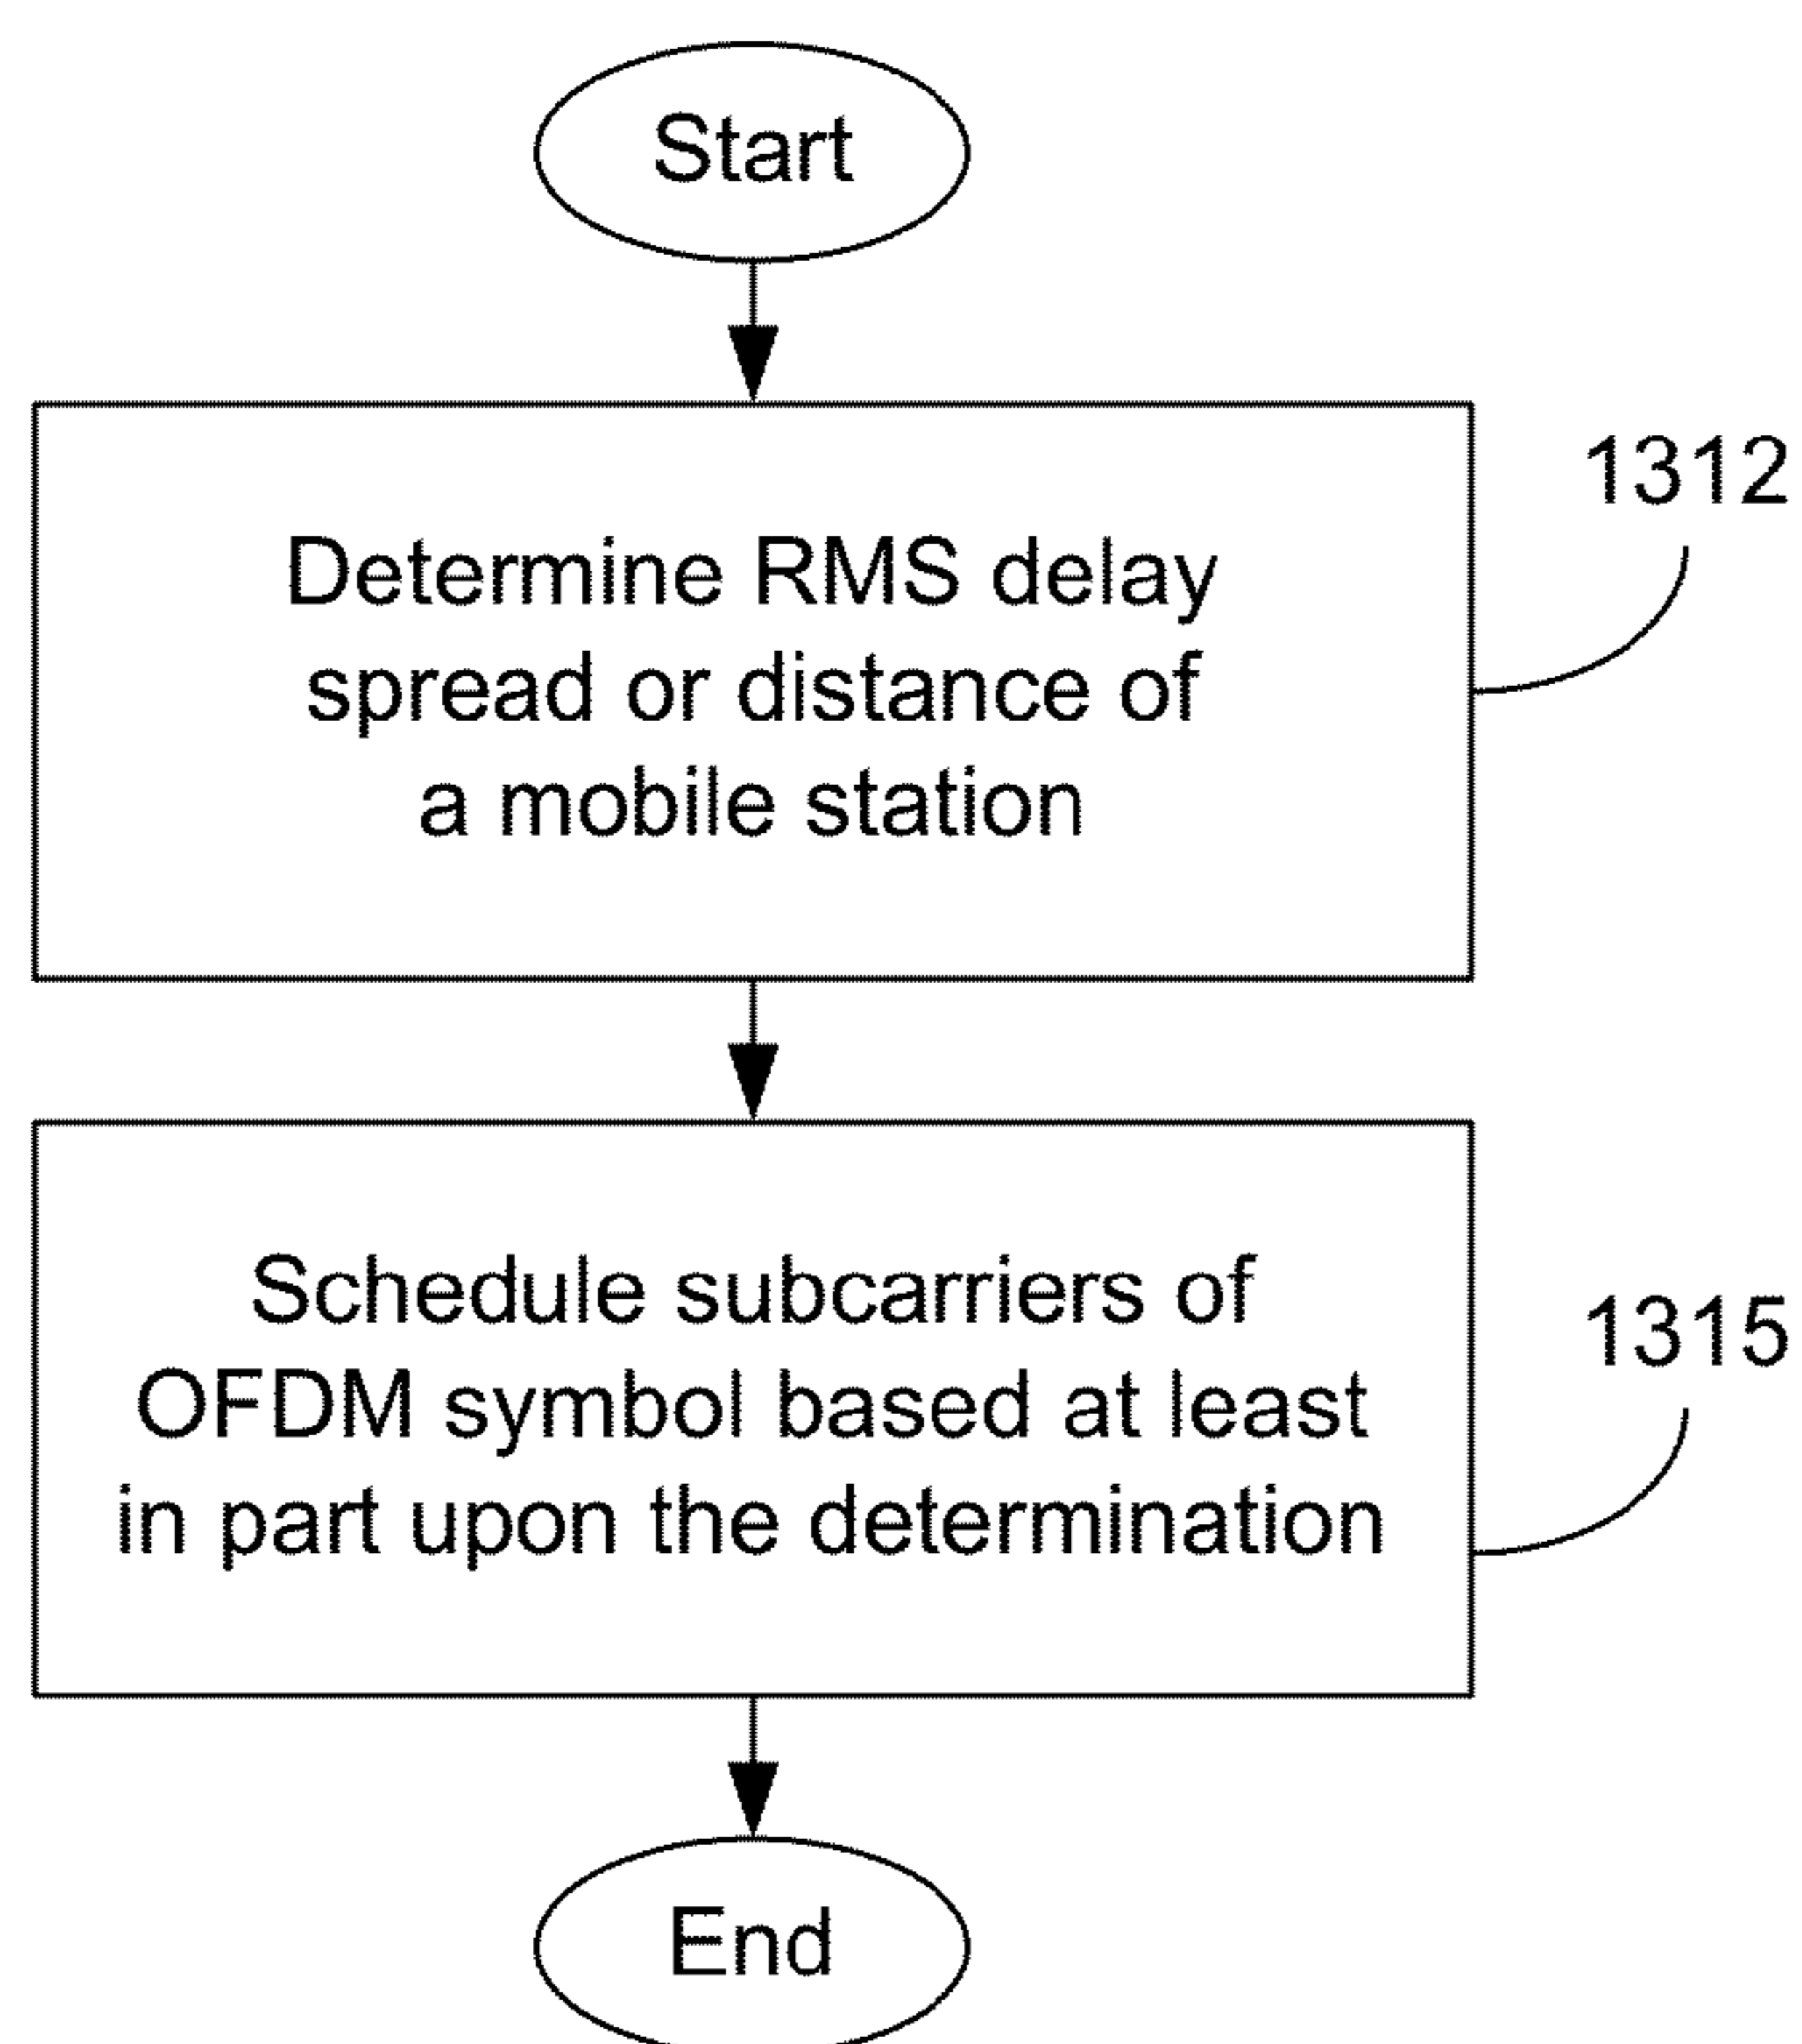 Start
1312
Determine RMS delay
spread or distance of
a mobile station
Schedule subcarriers of
1315
OFDM symbol based at least
in part upon the determination
End